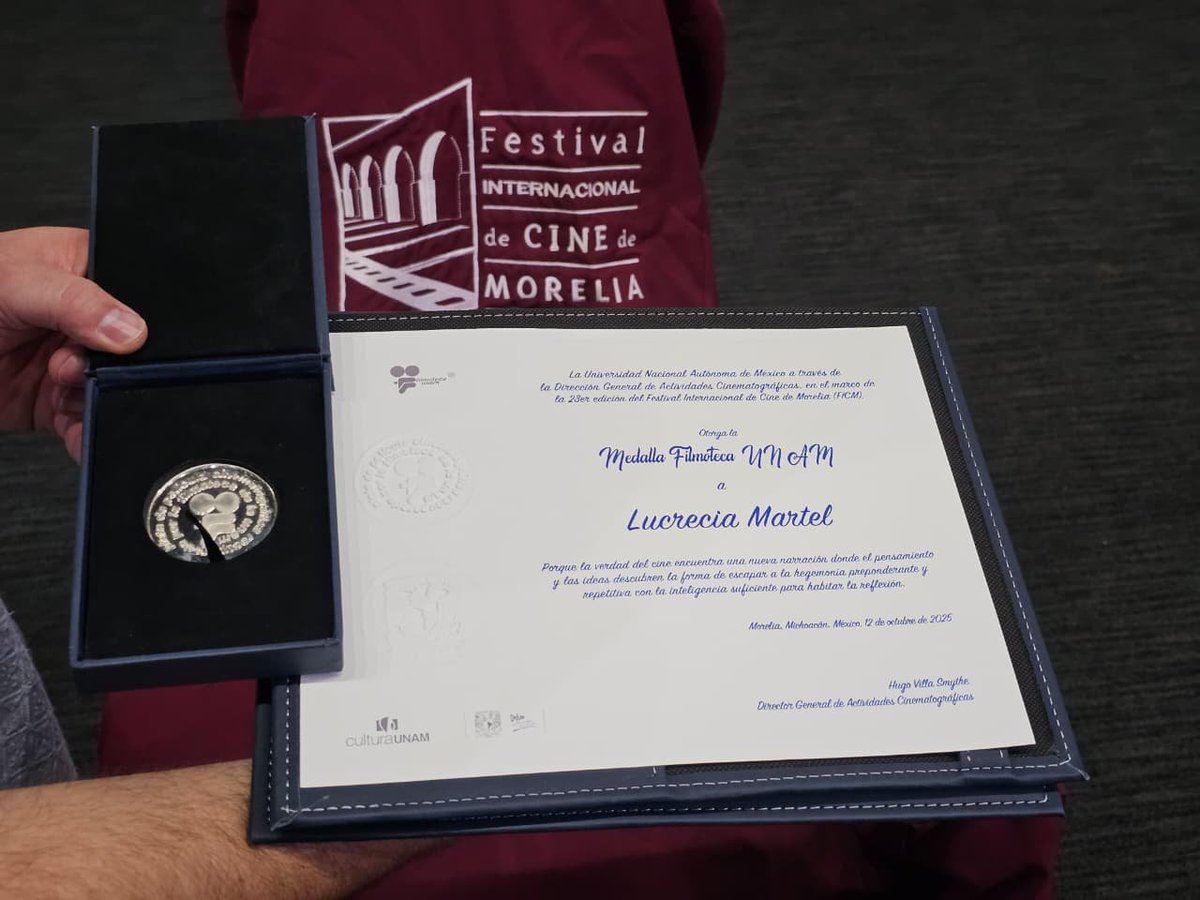 Festival
INTERNACIONAL
de CINE de
MORELIA
filmoteca
unam
La Universidad Nacional Autónoma de México a través de
la Dirección General de Actividades Cinematográficas, en el marco de
la 23er edición del Festival Internacional de Cine de Morelia (FICM).
Otorga la
Medalla Filmoteca UNAM
a
Lucrecia Martel
Porque la verdad del cine encuentra una nueva narración donde el pensamiento
y las ideas descubren la forma de escapar a la hegemonía preponderante y
repetitiva con la inteligencia suficiente para habitar la reflexión.
Morelia, Michoacán, México, 12 de octubre de 2025
Hugo Villa Smythe
Director General de Actividades Cinematográficas
culturaUNAM